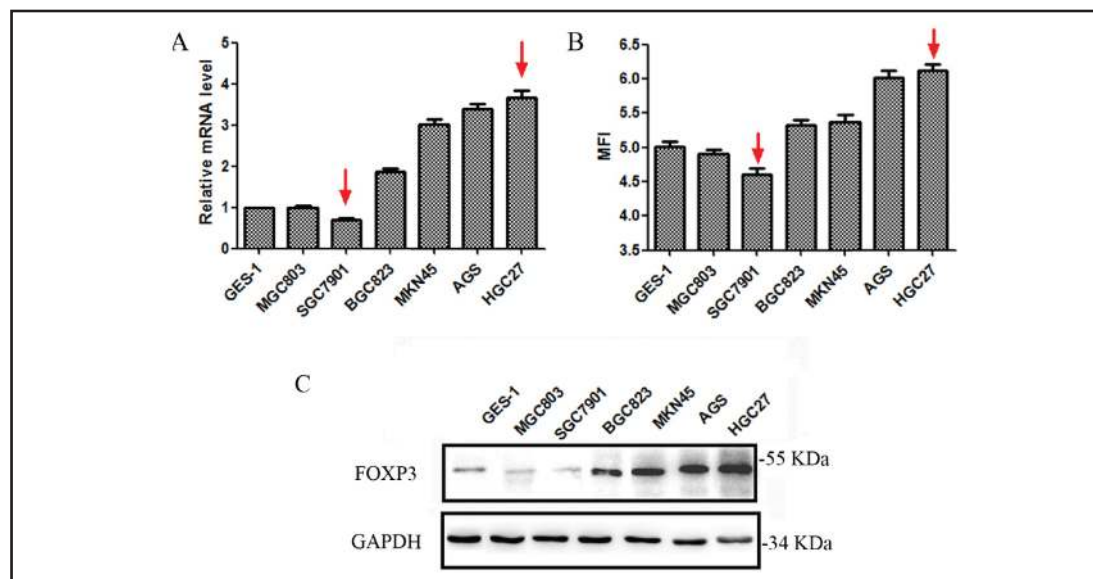 A
Relative mRNA level
5
4
3
2
1
0
GES-1
MGC803
SGC7901
BGC823
MKN45
AGS
HGC27
B
MFI
6.5
6.0
5.5
5.0
4.5
4.0
3.5
GES-1
MGC803
SGC7901
BGC823
MKN45
AGS
HGC27
C
GES-1
MGC803
SGC7901
BGC823
MKN45
AGS
HGC27
FOXP3
-55 KDa
GAPDH
-34 KDa